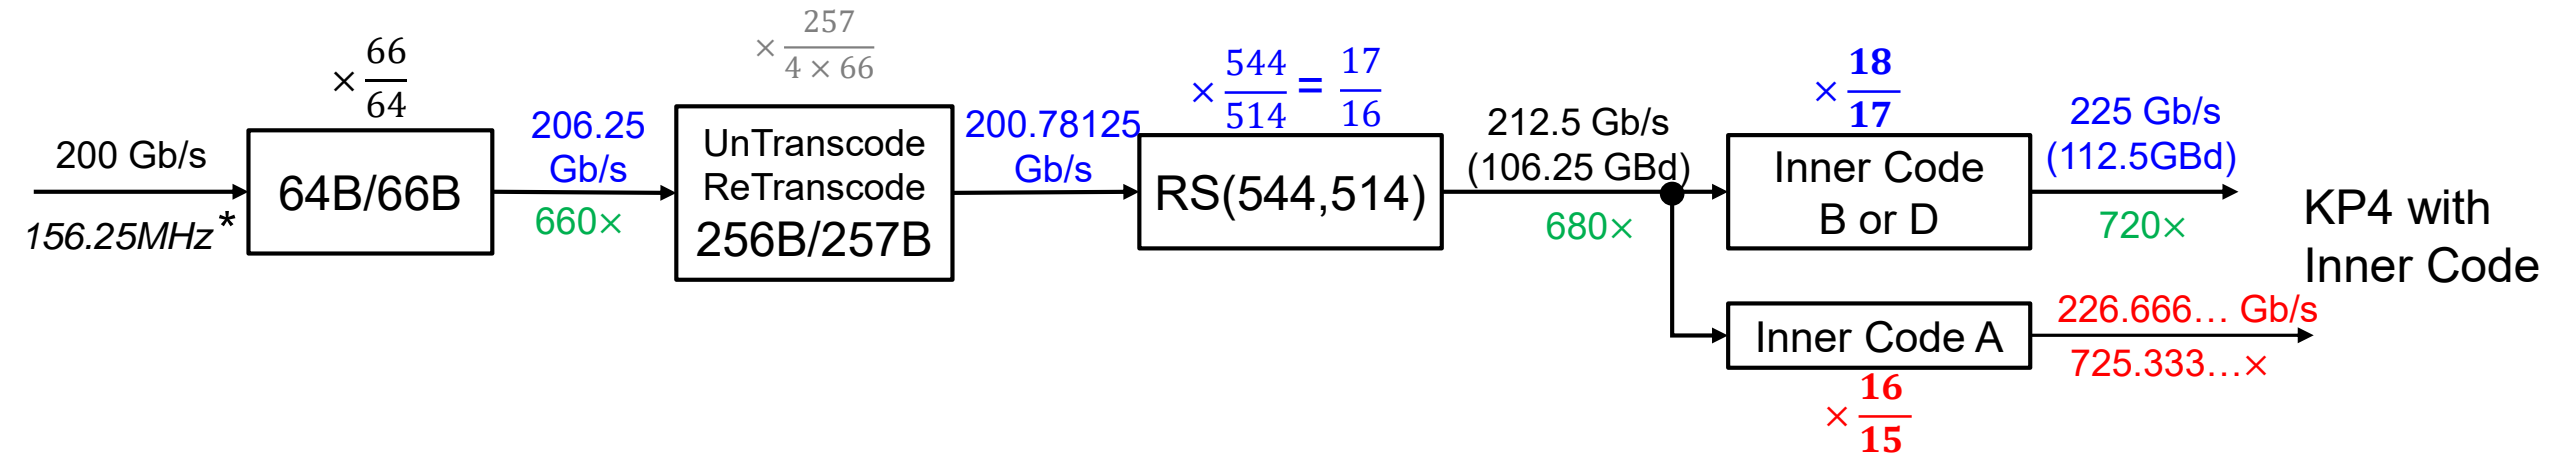 200 Gb/s
156.25MHz*
× 66/64
64B/66B
206.25
Gb/s
660×
× 257/(4 × 66)
UnTranscode
ReTranscode
256B/257B
200.78125
Gb/s
× 544/514 = 17/16
RS(544,514)
212.5 Gb/s
(106.25 GBd)
680×
× 18/17
Inner Code
B or D
225 Gb/s
(112.5GBd)
720×
Inner Code A
× 16/15
226.666… Gb/s
725.333…×
KP4 with
Inner Code